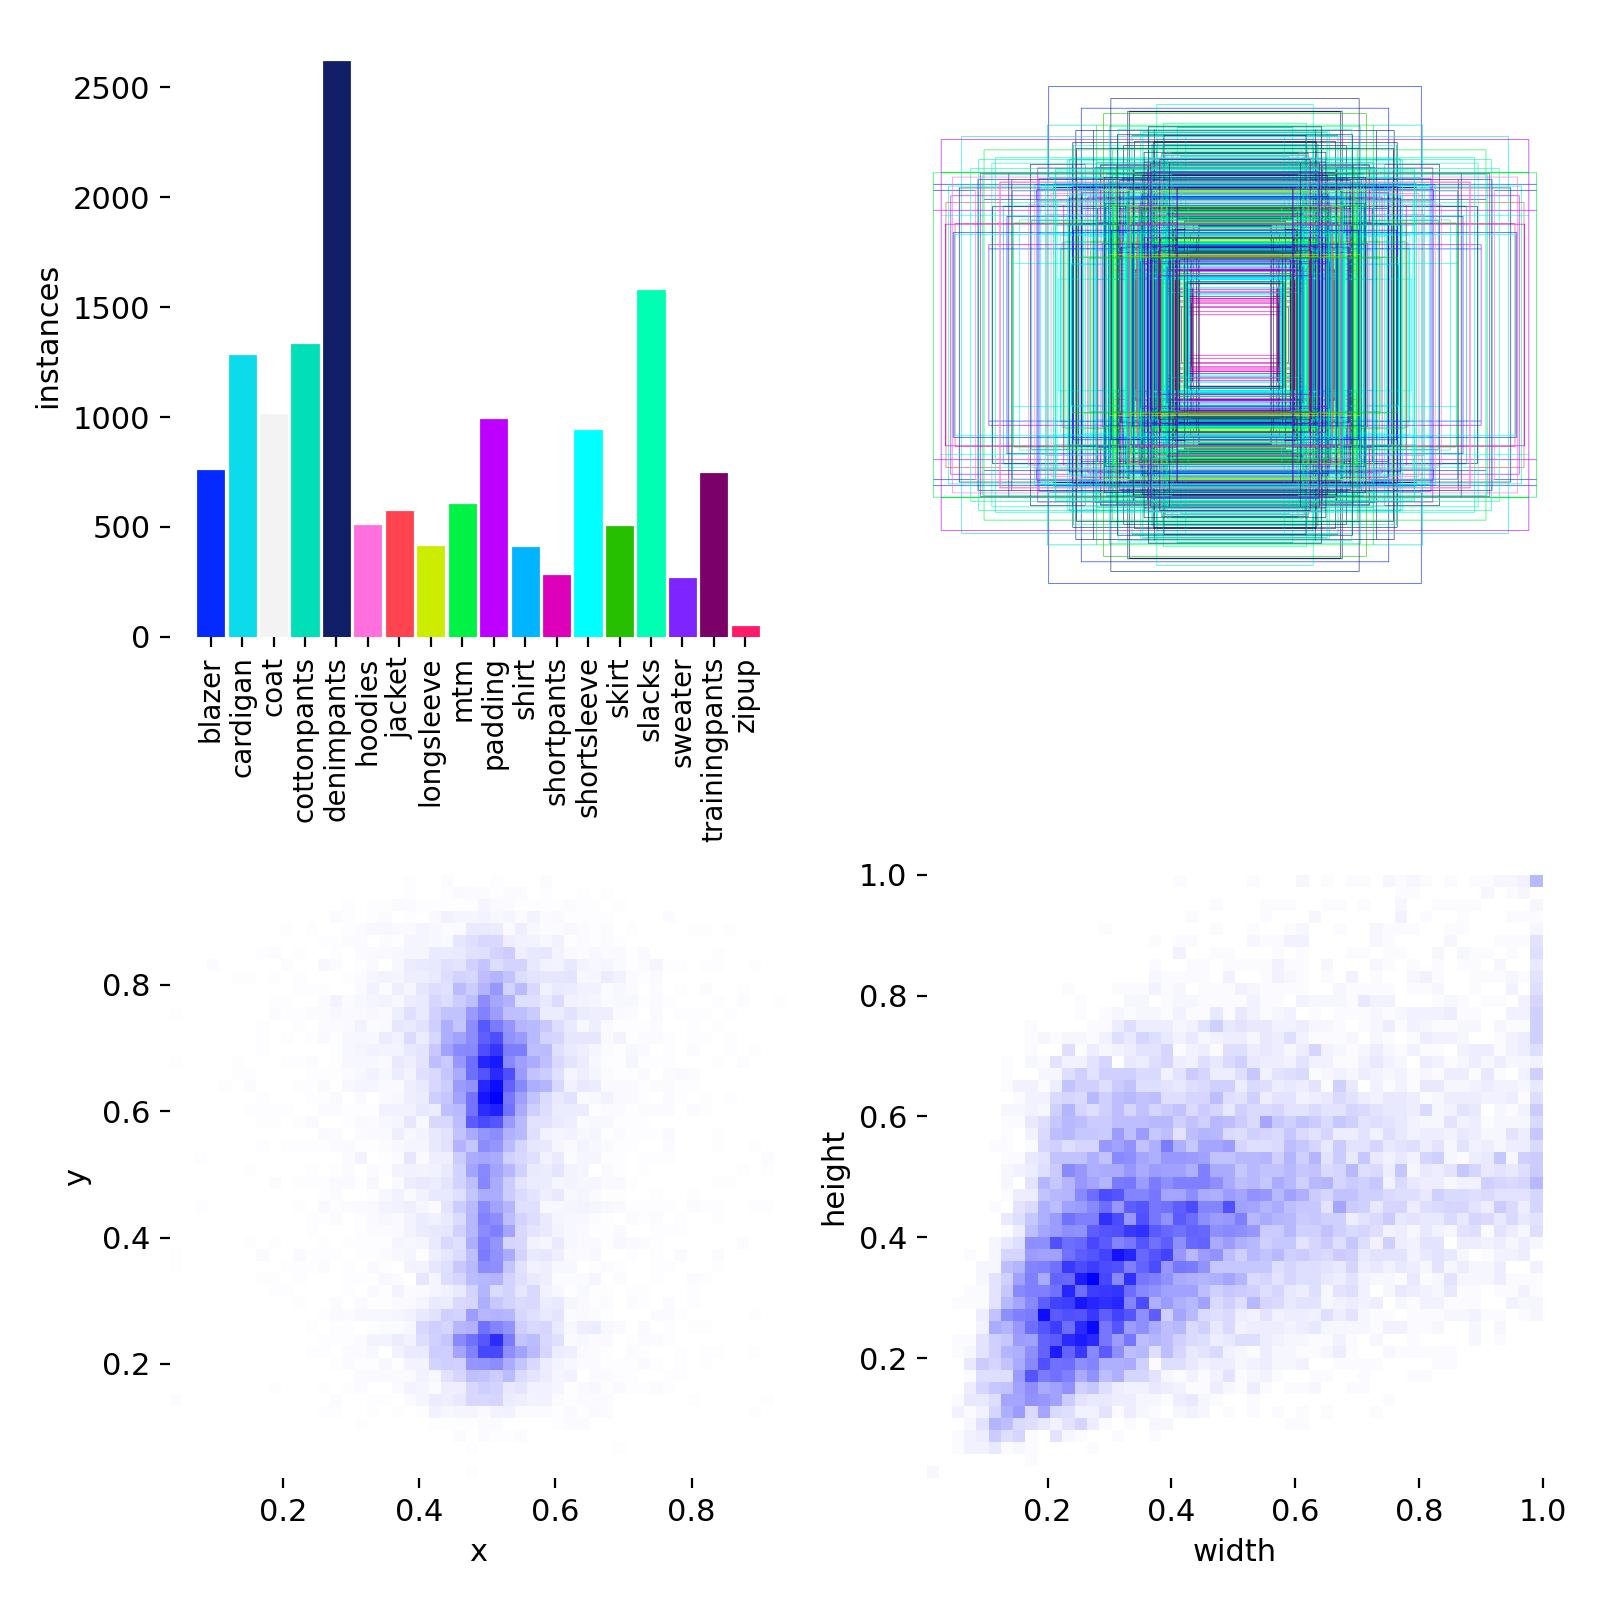 instances
2500
2000
1500
1000
500
0
blazer
cardigan
coat
cottonpants
denimpants
hoodies
jacket
longsleeve
mtm
padding
shirt
shortpants
shortsleeve
skirt
slacks
sweater
trainingpants
zipup
y
0.8
0.6
0.4
0.2
0.2 0.4 0.6 0.8
x
height
1.0
0.8
0.6
0.4
0.2
0.2 0.4 0.6 0.8 1.0
width